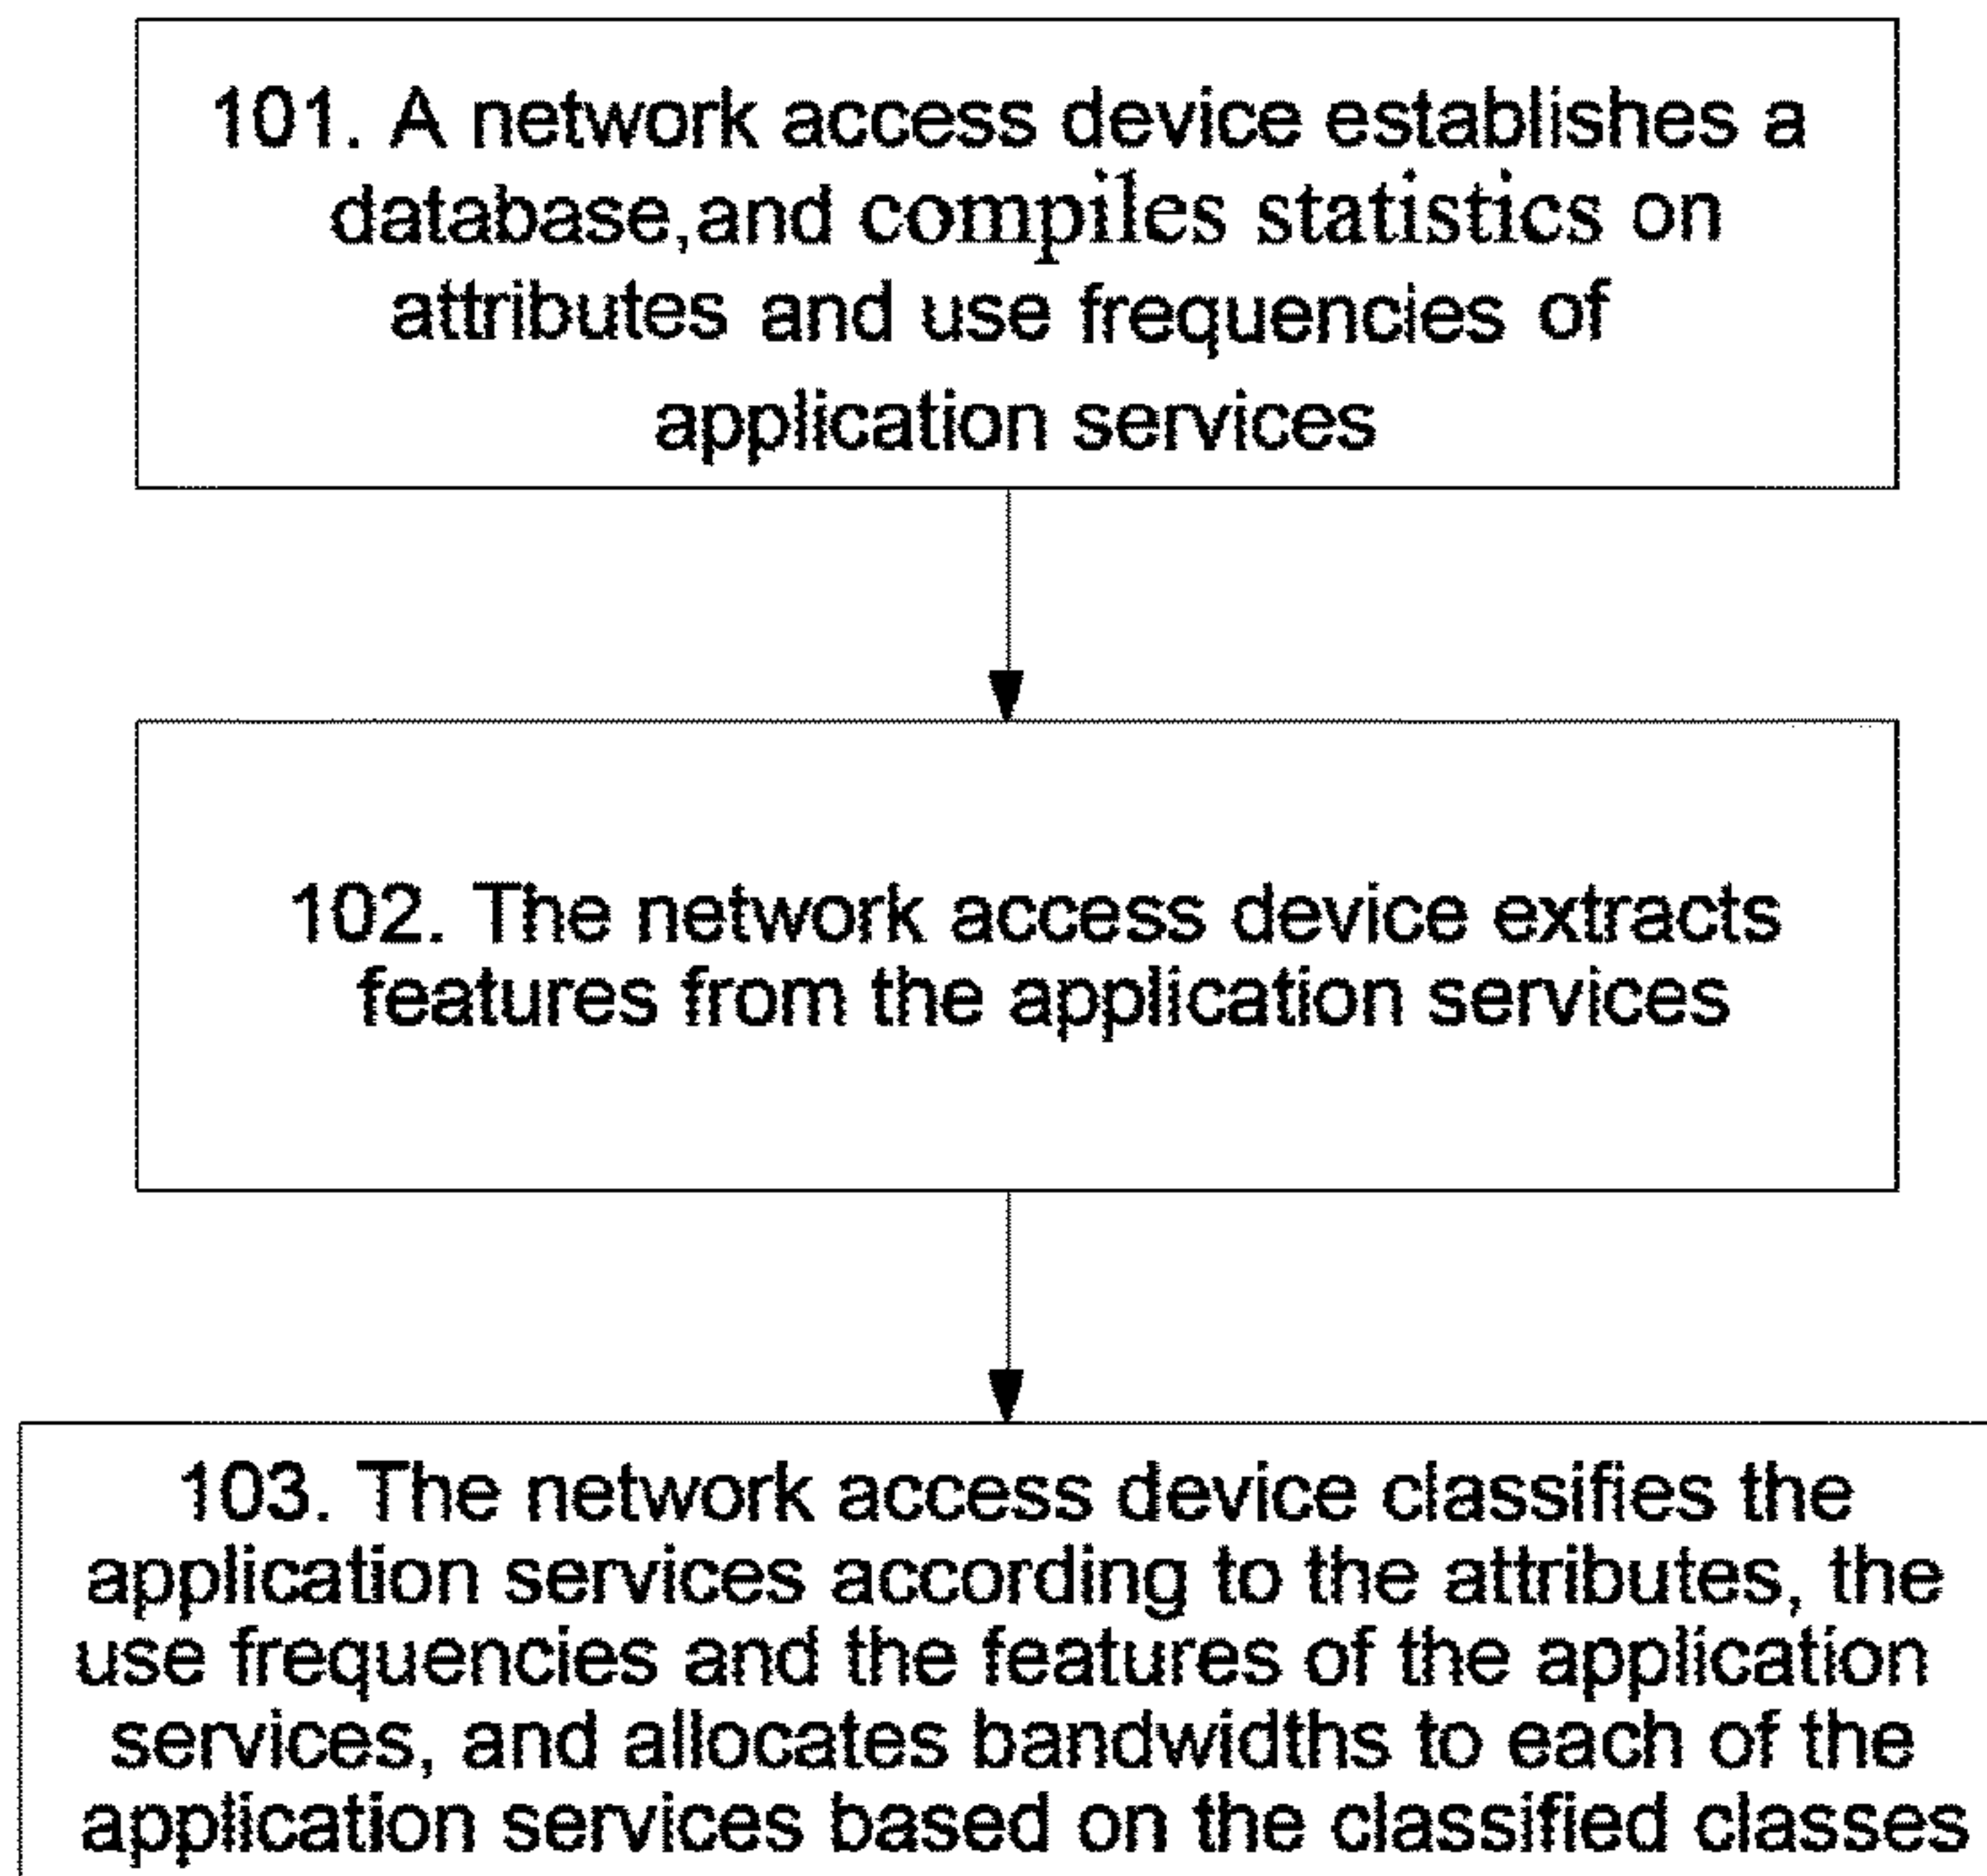 101. A network access device establishes a
database,and compiles statistics on
attributes and use frequencies of
application services
102. The network access device extracts
features from the application services
103. The network access device classifies the
application services according to the attributes, the
use frequencies and the features of the application
services, and allocates bandwidths to each of the
application services based on the classified classes